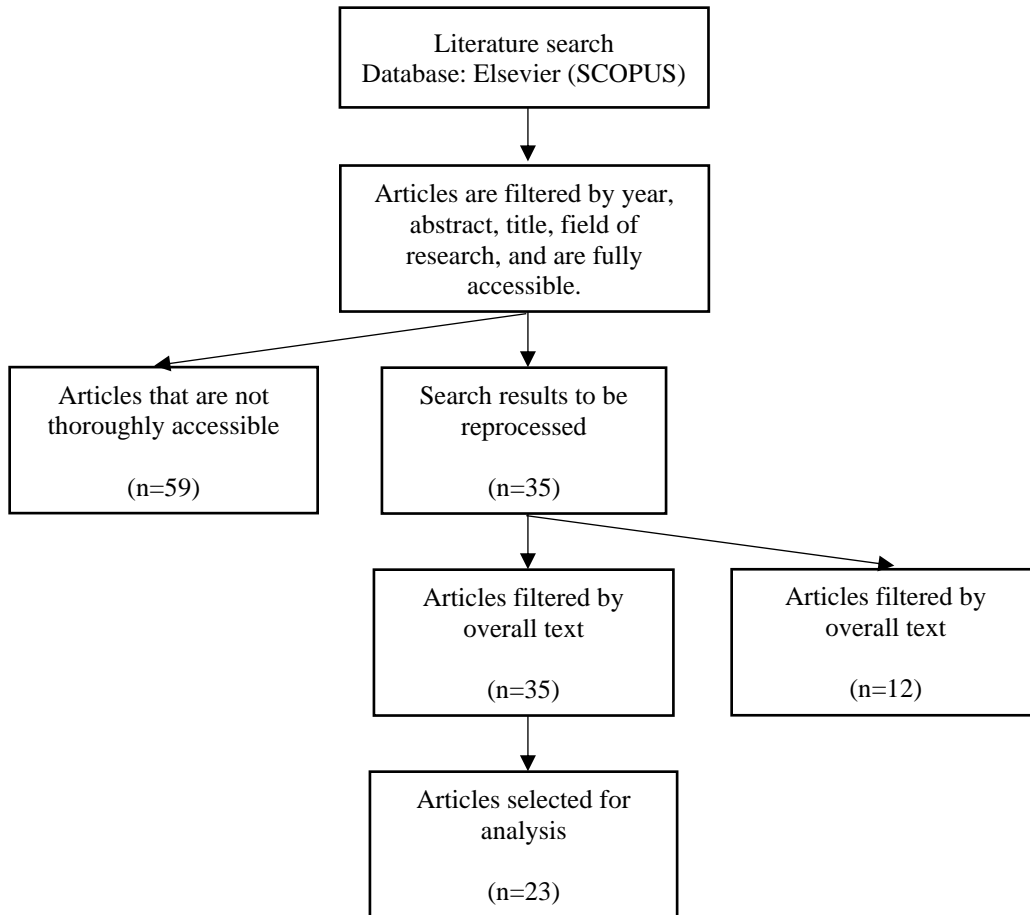 Literature search
Database: Elsevier (SCOPUS)
Articles are filtered by year,
abstract, title, field of
research, and are fully
accessible.
Articles that are not
thoroughly accessible
(n=59)
Search results to be
reprocessed
(n=35)
Articles filtered by
overall text
(n=35)
Articles filtered by
overall text
(n=12)
Articles selected for
analysis
(n=23)